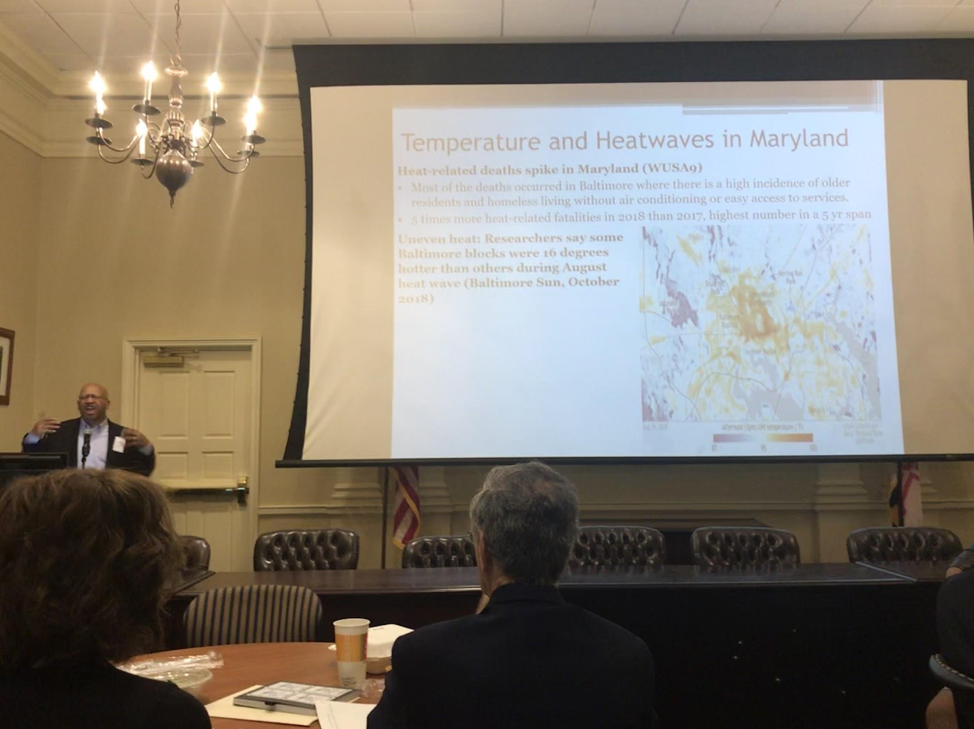 Temperature and Heatwaves in Maryland
Heat-related deaths spike in Maryland (WUSA9)
• Most of the deaths occurred in Baltimore where there is a high incidence of older
residents and homeless living without air conditioning or easy access to services.
• 5 times more heat-related fatalities in 2018 than 2017, highest number in a 5 yr span
Uneven heat: Researchers say some
Baltimore blocks were 16 degrees
hotter than others during August
heat wave (Baltimore Sun, October
2018)